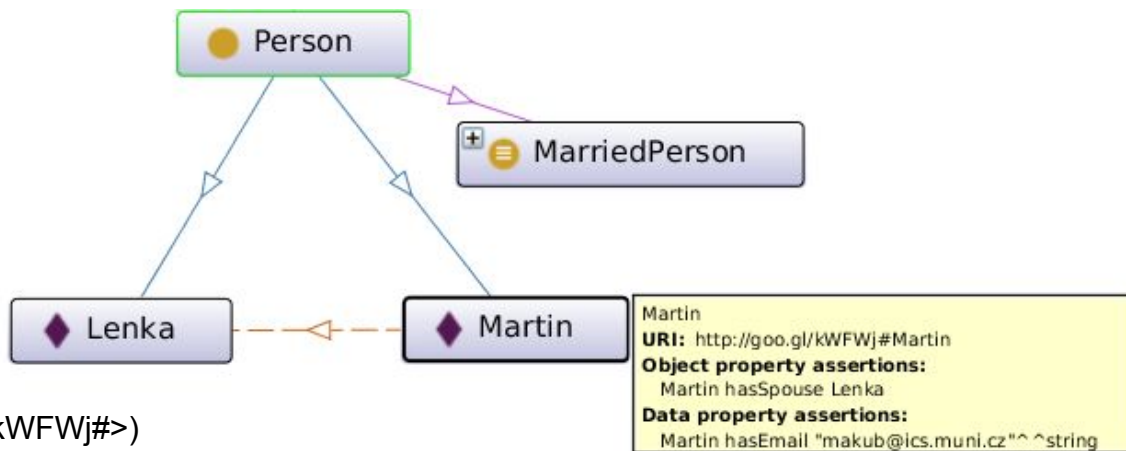 Person
MarriedPerson
Lenka
Martin
Martin
URI: http://goo.gl/kWFWj#Martin
Object property assertions:
Martin hasSpouse Lenka
Data property assertions:
Martin hasEmail "makub@ics.muni.cz"^^string
kWFWj#>)